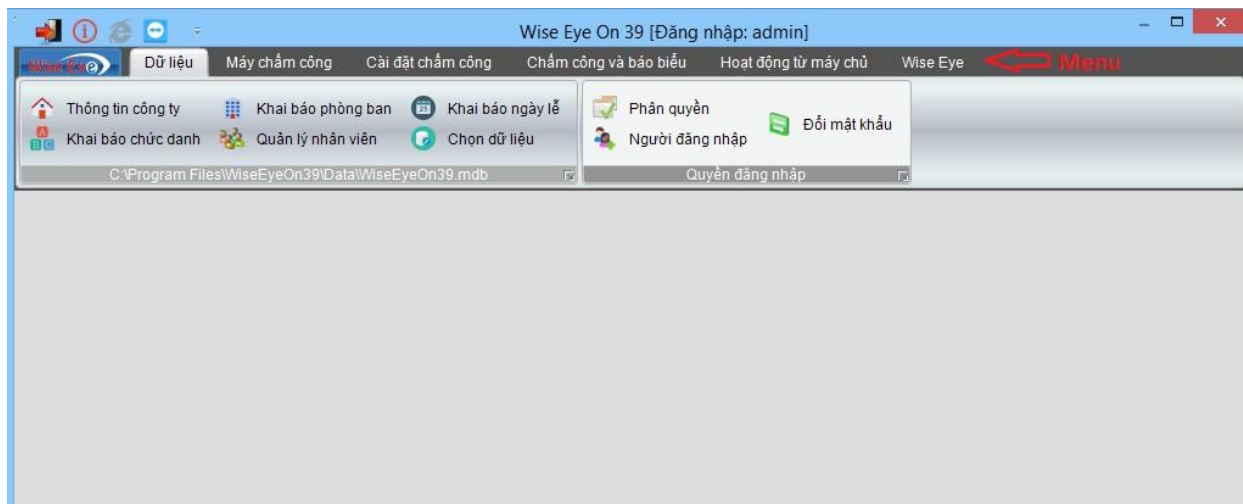 Wise Eye On 39 [Đăng nhập: admin]
Wise Eye Dữ liệu Máy chấm công Cài đặt chấm công Chấm công và báo biểu Hoạt động từ máy chủ Wise Eye Menu
Thông tin công ty Khai báo phòng ban Khai báo ngày lễ Phân quyền
Đổi mật khẩu
Khai báo chức danh Quản lý nhân viên Chọn dữ liệu Người đăng nhập
C:\Program Files\WiseEyeOn39\Data\WiseEyeOn39.mdb Quyền đăng nhập